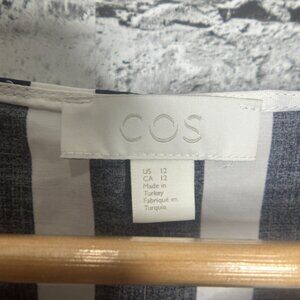 COS
US 12
CA 12
Made in
Turkey
Fabriqué en
Turquie